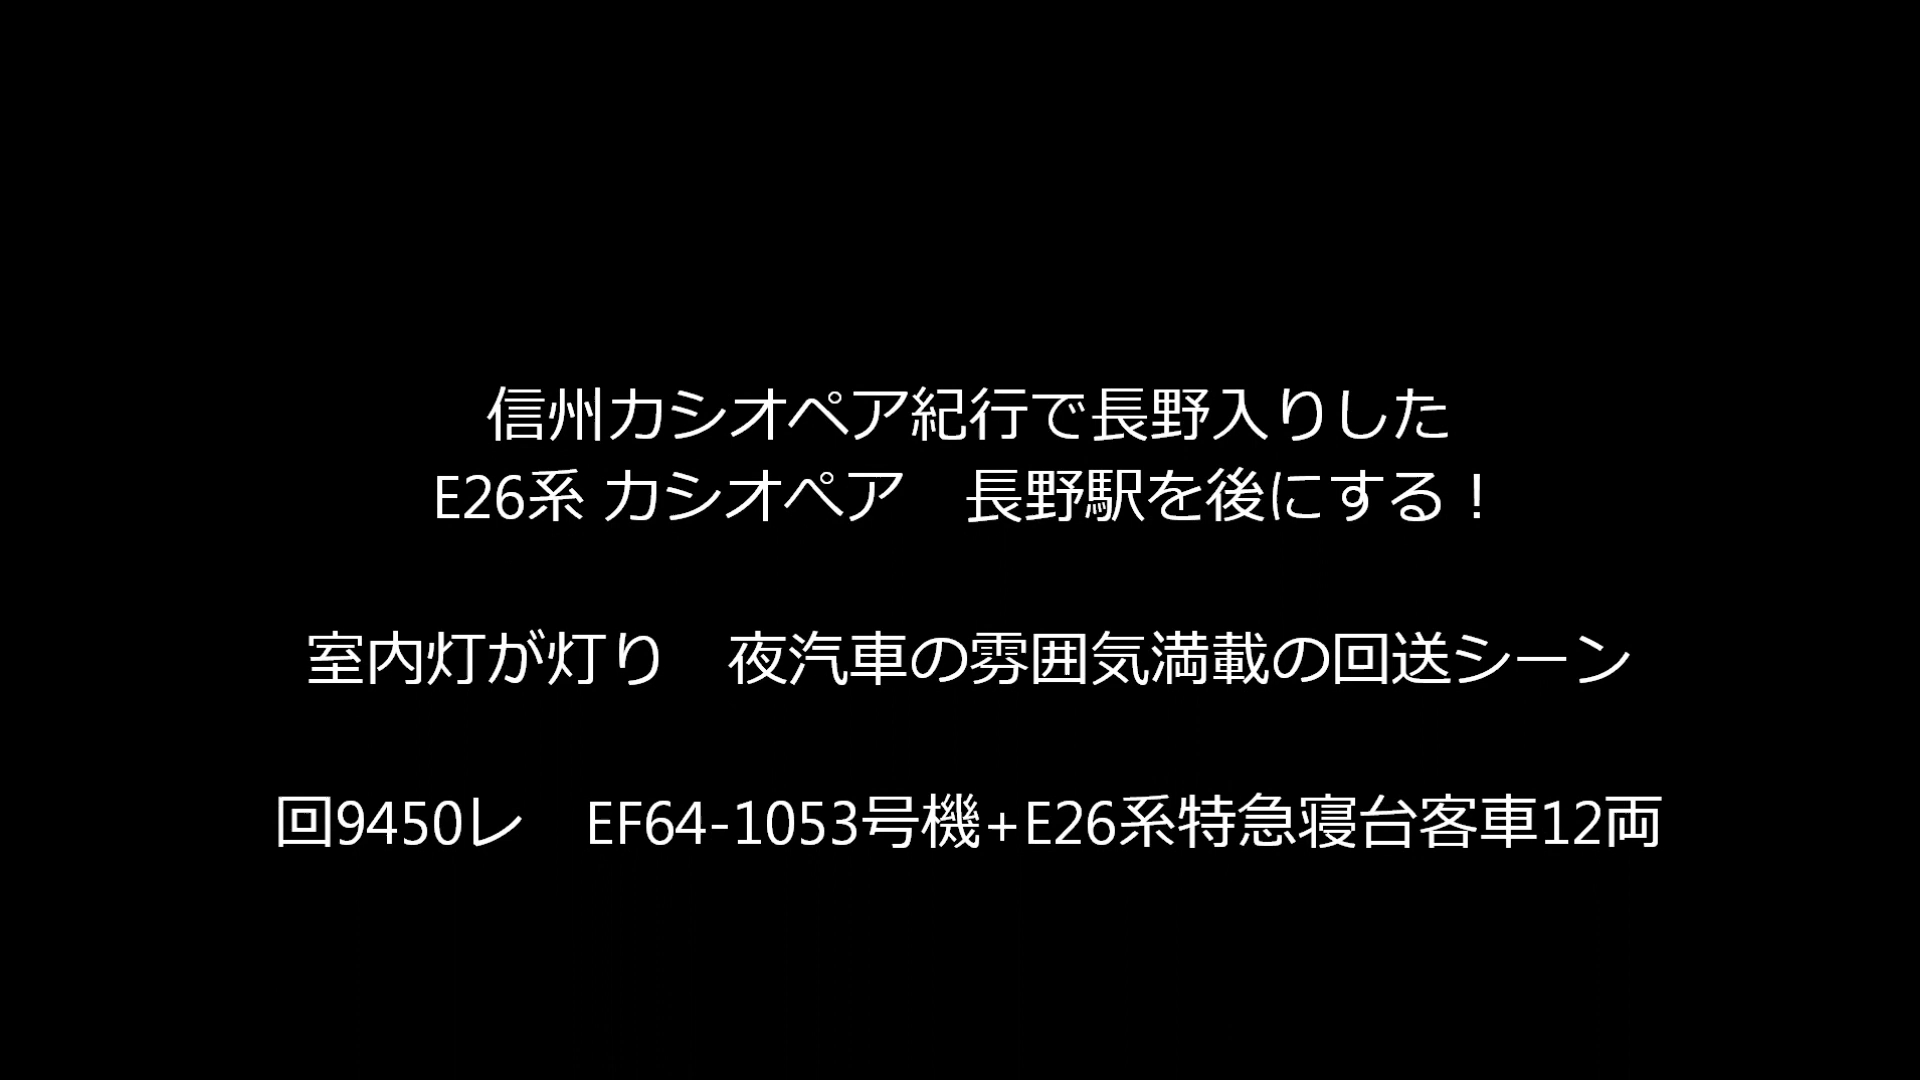 信州カシオペア紀行で長野入りした
E26系 カシオペア　長野駅を後にする！
室内灯が灯り　夜汽車の雰囲気満載の回送シーン
回9450レ　EF64-1053号機+E26系特急寝台客車12両